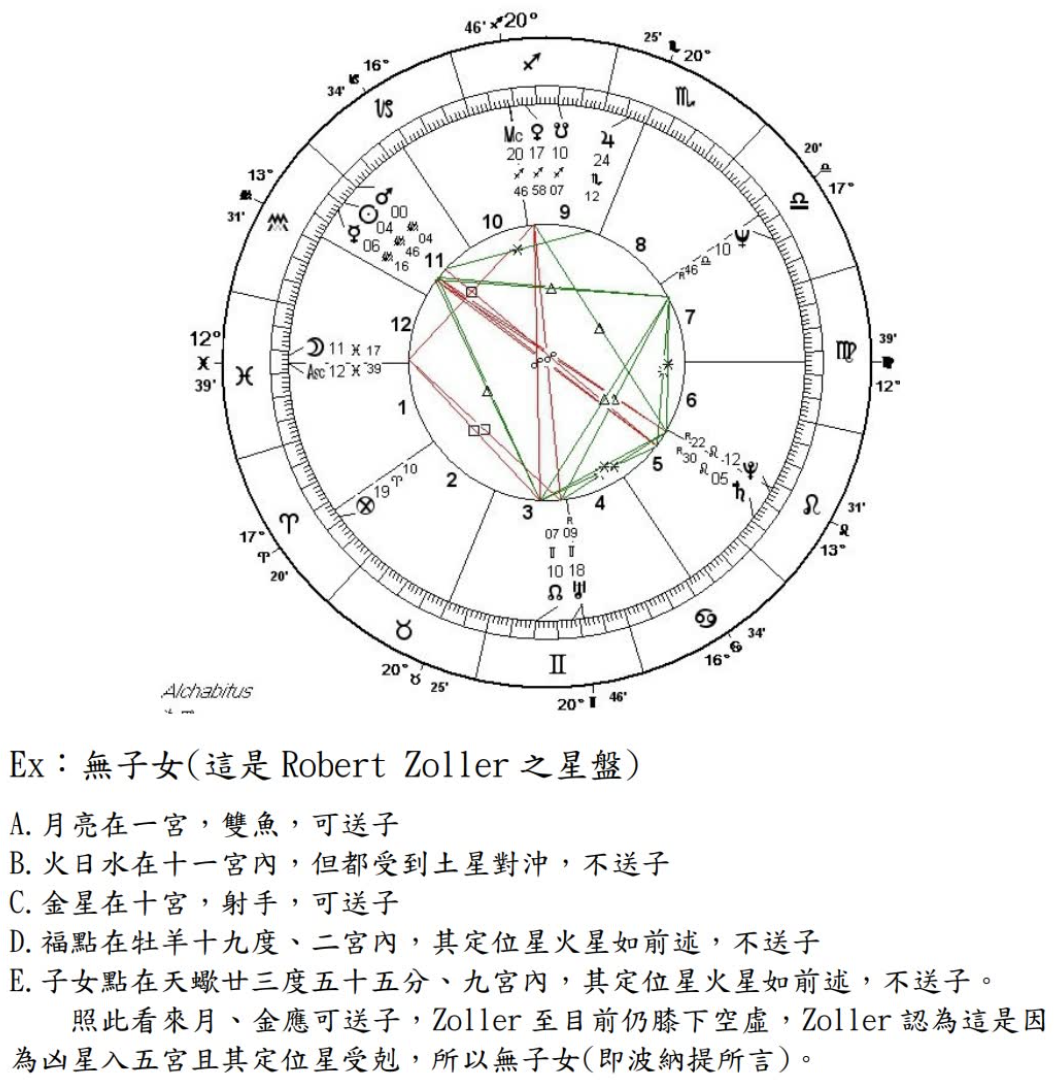 46' ♐ 20°
25' ♏ 20°
16° ♑ 34'
♐
♏
♑
20' ♎ 17°
13° ♒ 31'
Mc 20 ♐ 46
♀ 17 ♐ 58
☋ 10 ♐ 07
♃ 24 ♏ 12
♎
♒
♂ 00 ♒ 04
☉ 04 ♒ 46
☿ 06 ♒ 16
♆ 10 ♎ 46 R
10
9
8
11
7
12
12° ♓ 39'
♓
☽ 11 ♓ 17
Asc 12 ♓ 39
♍
39' ♍ 12°
1
6
2
5
3
4
R 22 ♌ 12
R 30 ♌ 05 ♄
⊗ 19 ♈ 10
07 ♊ 10 ☊
R 09 ♊ 18 ♅
♈
♌
31' ♌ 13°
17° ♈ 20'
♉
♊
♋
34' ♋ 16°
20° ♉ 25'
20° ♊ 46'
Alchabitus
Ex：無子女(這是 Robert Zoller 之星盤)
A.月亮在一宮，雙魚，可送子
B.火日水在十一宮內，但都受到土星對沖，不送子
C.金星在十宮，射手，可送子
D.福點在牡羊十九度、二宮內，其定位星火星如前述，不送子
E.子女點在天蠍廿三度五十五分、九宮內，其定位星火星如前述，不送子。
照此看來月、金應可送子，Zoller 至目前仍膝下空虛，Zoller 認為這是因
為凶星入五宮且其定位星受剋，所以無子女(即波納提所言)。